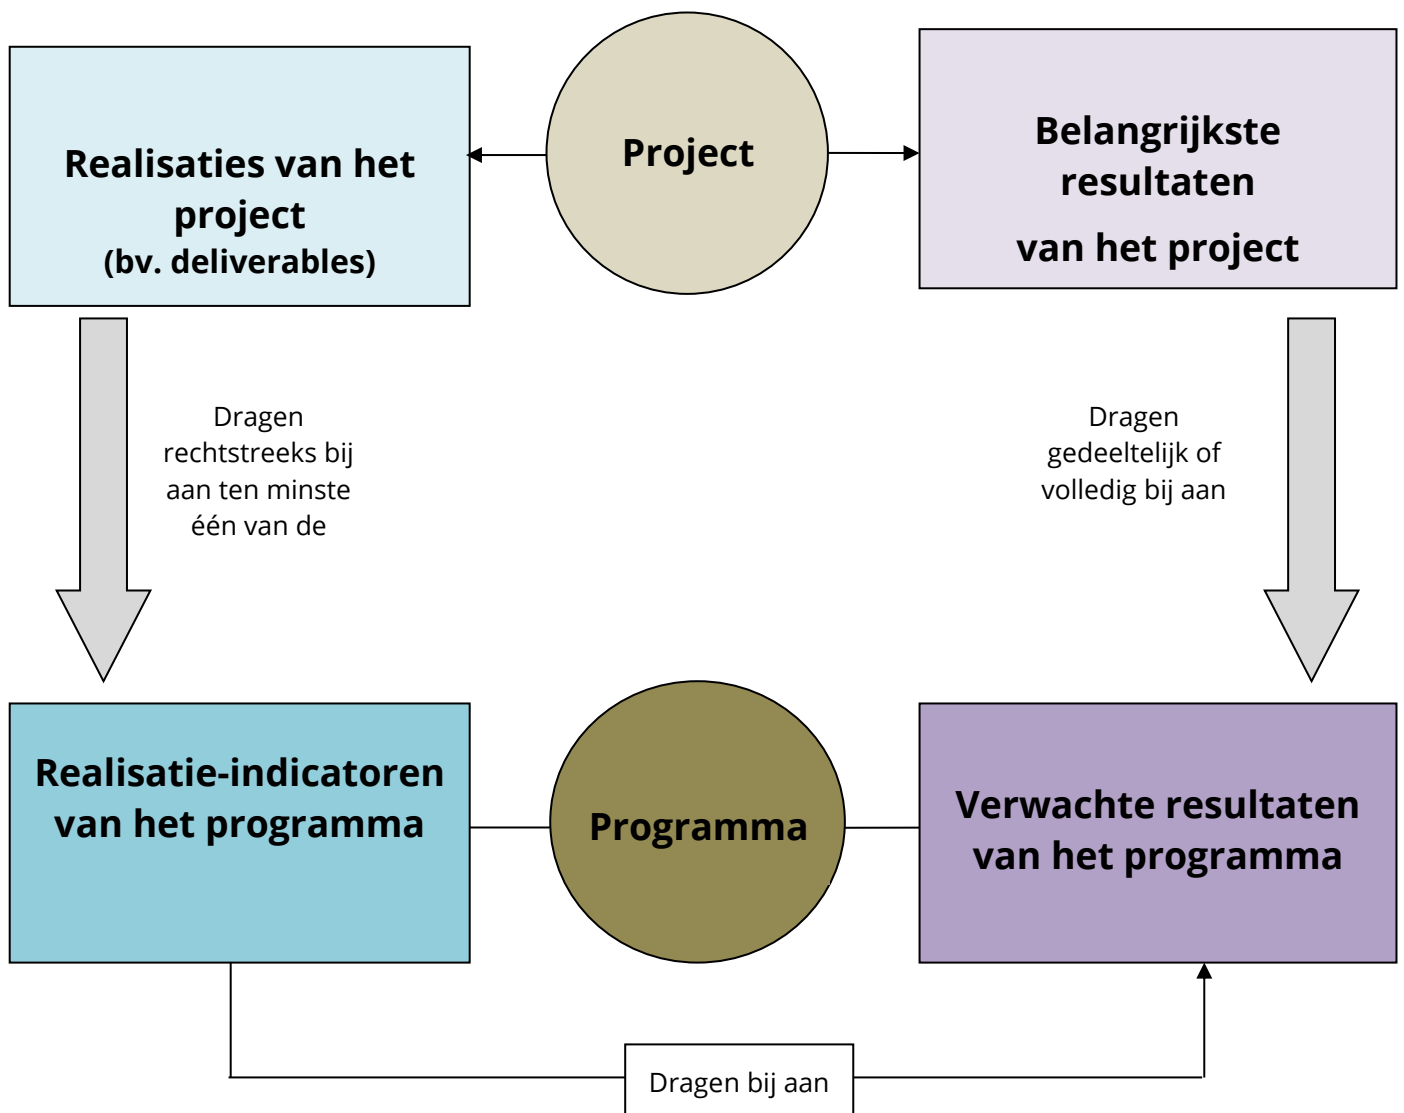 Realisaties van het
project
(bv. deliverables)
Project
Belangrijkste
resultaten
van het project
Dragen
rechtstreeks bij
aan ten minste
één van de
Dragen
gedeeltelijk of
volledig bij aan
Realisatie-indicatoren
van het programma
Programma
Verwachte resultaten
van het programma
Dragen bij aan